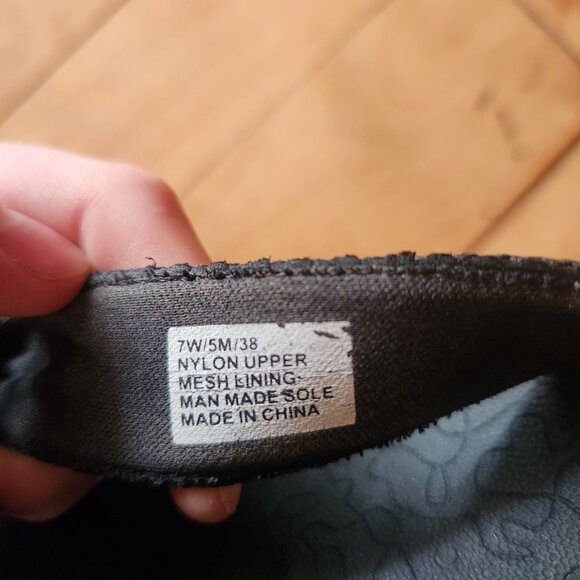 7W/5M/38
NYLON UPPER
MESH LINING
MAN MADE SOLE
MADE IN CHINA